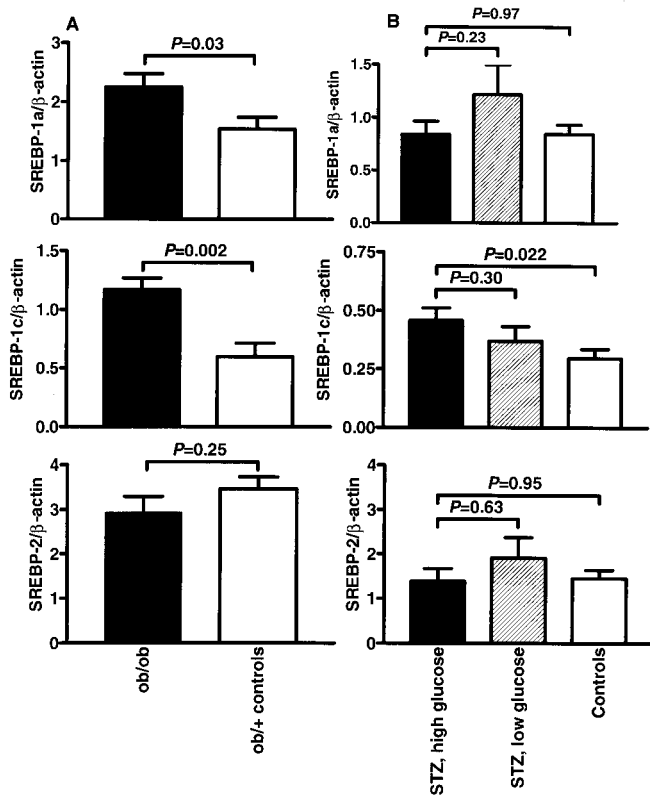 A
P=0.03
SREBP-1a/β-actin
3
2
1
0
P=0.002
SREBP-1c/β-actin
1.5
1.0
0.5
0.0
P=0.25
SREBP-2/β-actin
4
3
2
1
0
ob/ob
ob/+ controls
B
P=0.97
P=0.23
SREBP-1a/β-actin
1.5
1.0
0.5
0.0
P=0.022
P=0.30
SREBP-1c/β-actin
0.75
0.50
0.25
0.00
P=0.95
P=0.63
SREBP-2/β-actin
4
3
2
1
0
STZ, high glucose
STZ, low glucose
Controls